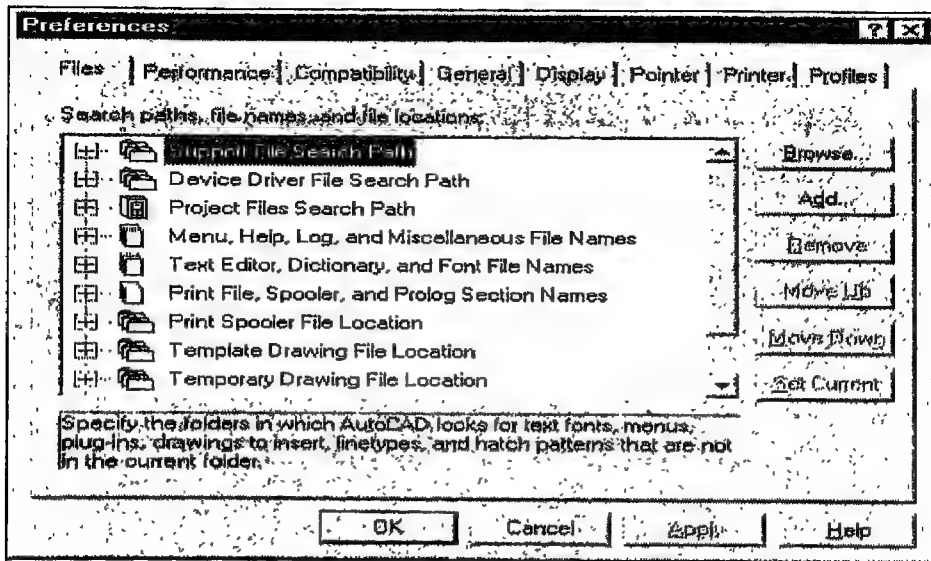 Preferences
? X
Files Performance Compatibility General Display Pointer Printer Profiles
Search paths, file names, and file locations:
Support File Search Path
Device Driver File Search Path
Project Files Search Path
Menu, Help, Log, and Miscellaneous File Names
Text Editor, Dictionary, and Font File Names
Print File, Spooler, and Prolog Section Names
Print Spooler File Location
Template Drawing File Location
Temporary Drawing File Location
Browse...
Add...
Remove
Move Up
Move Down
Set Current
Specify the folders in which AutoCAD looks for text fonts, menus,
plug-ins, drawings to insert, linetypes, and hatch patterns that are not
in the current folder.
OK Cancel Apply Help